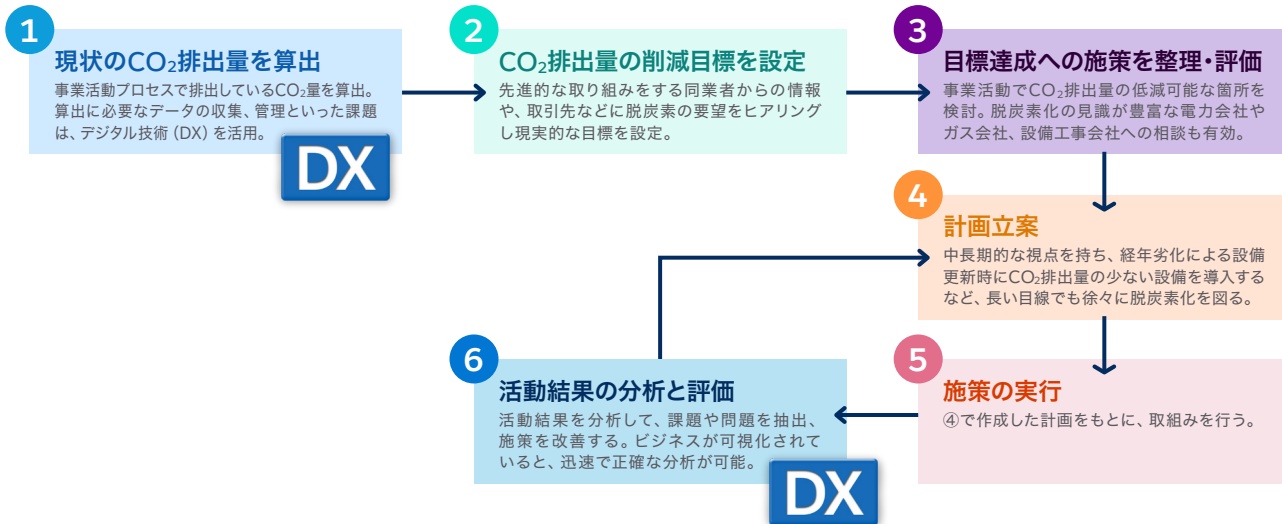 1
現状のCO₂排出量を算出
事業活動プロセスで排出しているCO₂量を算出。
算出に必要なデータの収集、管理といった課題
は、デジタル技術（DX）を活用。
DX
2
CO₂排出量の削減目標を設定
先進的な取り組みをする同業者からの情報
や、取引先などに脱炭素の要望をヒアリング
し現実的な目標を設定。
3
目標達成への施策を整理・評価
事業活動でCO₂排出量の低減可能な箇所を
検討。脱炭素化の見識が豊富な電力会社や
ガス会社、設備工事会社への相談も有効。
4
計画立案
中長期的な視点を持ち、経年劣化による設備
更新時にCO₂排出量の少ない設備を導入する
など、長い目線でも徐々に脱炭素化を図る。
5
施策の実行
④で作成した計画をもとに、取組みを行う。
6
活動結果の分析と評価
活動結果を分析して、課題や問題を抽出、
施策を改善する。ビジネスが可視化されて
いると、迅速で正確な分析が可能。
DX